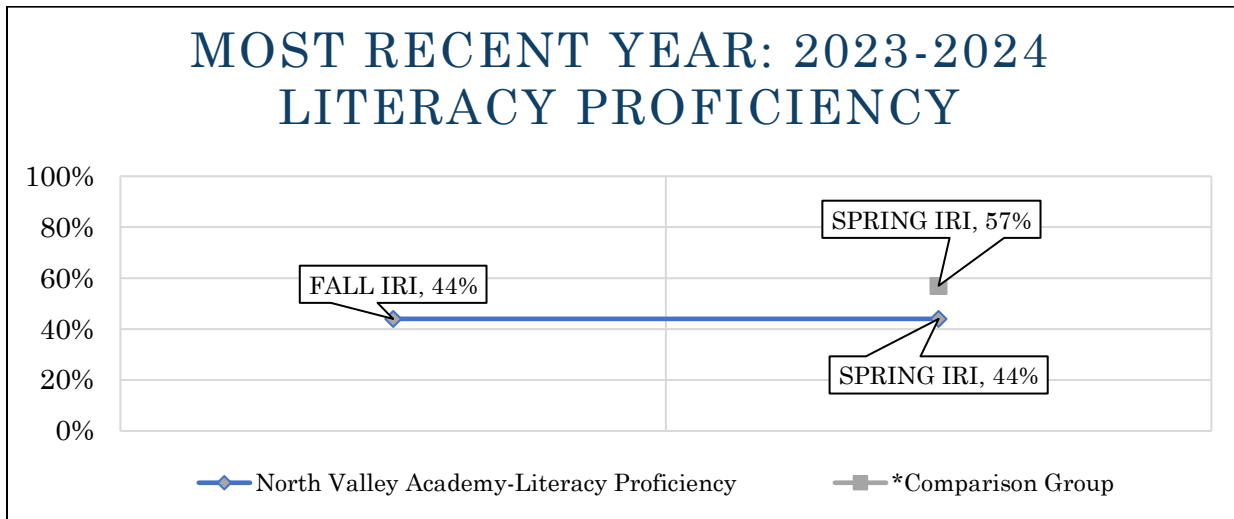 MOST RECENT YEAR: 2023-2024
LITERACY PROFICIENCY
100%
80%
60%
40%
20%
0%
SPRING IRI, 57%
FALL IRI, 44%
SPRING IRI, 44%
North Valley Academy-Literacy Proficiency
*Comparison Group